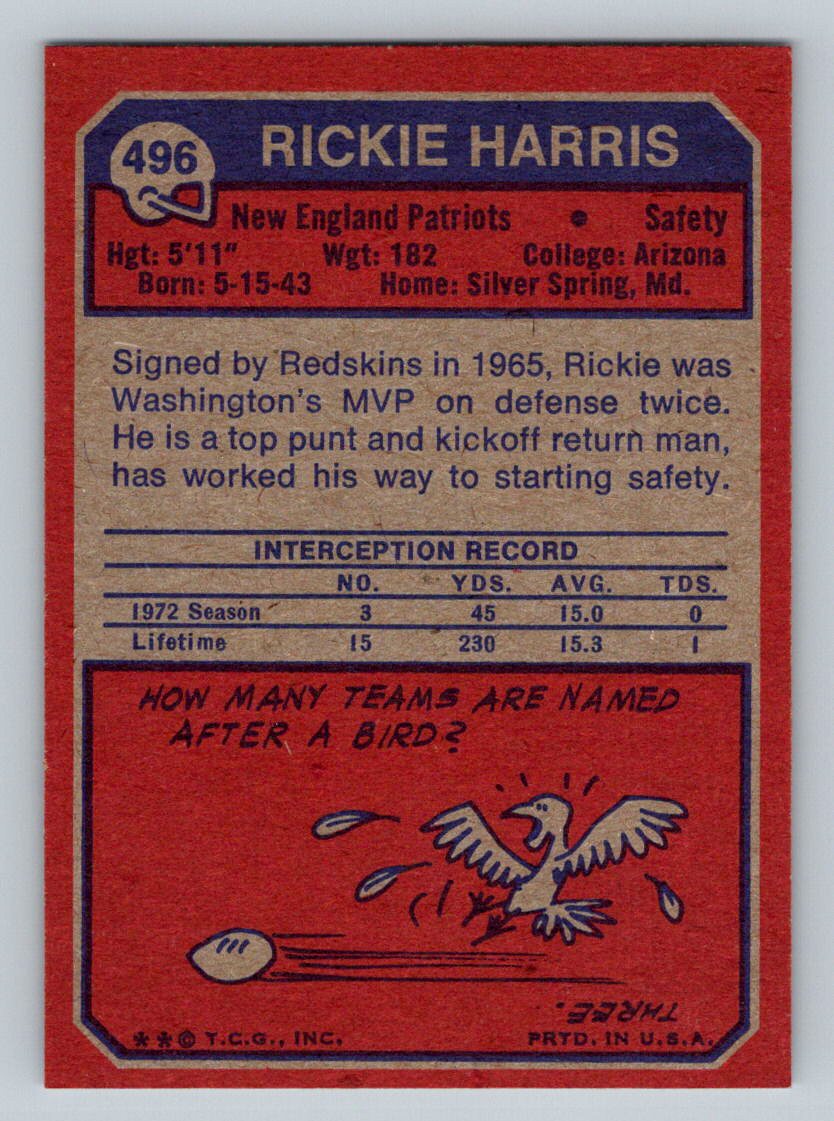 496 RICKIE HARRIS
New England Patriots • Safety
Hgt: 5'11" Wgt: 182 College: Arizona
Born: 5-15-43 Home: Silver Spring, Md.
Signed by Redskins in 1965, Rickie was
Washington's MVP on defense twice.
He is a top punt and kickoff return man,
has worked his way to starting safety.
INTERCEPTION RECORD
NO. YDS. AVG. TDS.
1972 Season 3 45 15.0 0
Lifetime 15 230 15.3 1
HOW MANY TEAMS ARE NAMED
AFTER A BIRD?
THREE.
**© T.C.G., INC. PRTD. IN U.S.A.